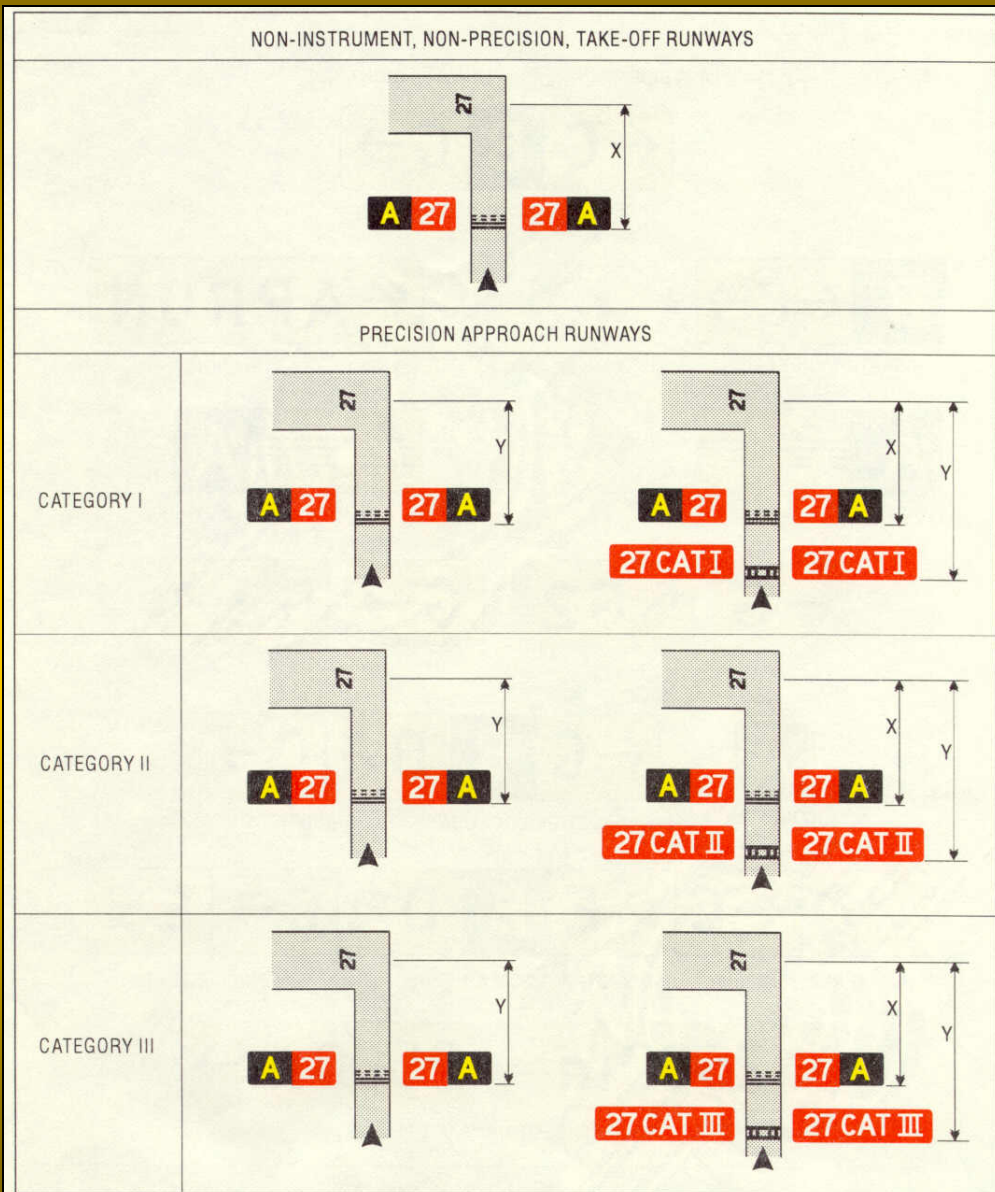 NON-INSTRUMENT, NON-PRECISION, TAKE-OFF RUNWAYS
27
X
A 27 27 A
PRECISION APPROACH RUNWAYS
CATEGORY I
27
Y
A 27 27 A
27
X
Y
A 27 27 A
27 CAT I 27 CAT I
CATEGORY II
27
Y
A 27 27 A
27
X
Y
A 27 27 A
27 CAT II 27 CAT II
CATEGORY III
27
Y
A 27 27 A
27
X
Y
A 27 27 A
27 CAT III 27 CAT III